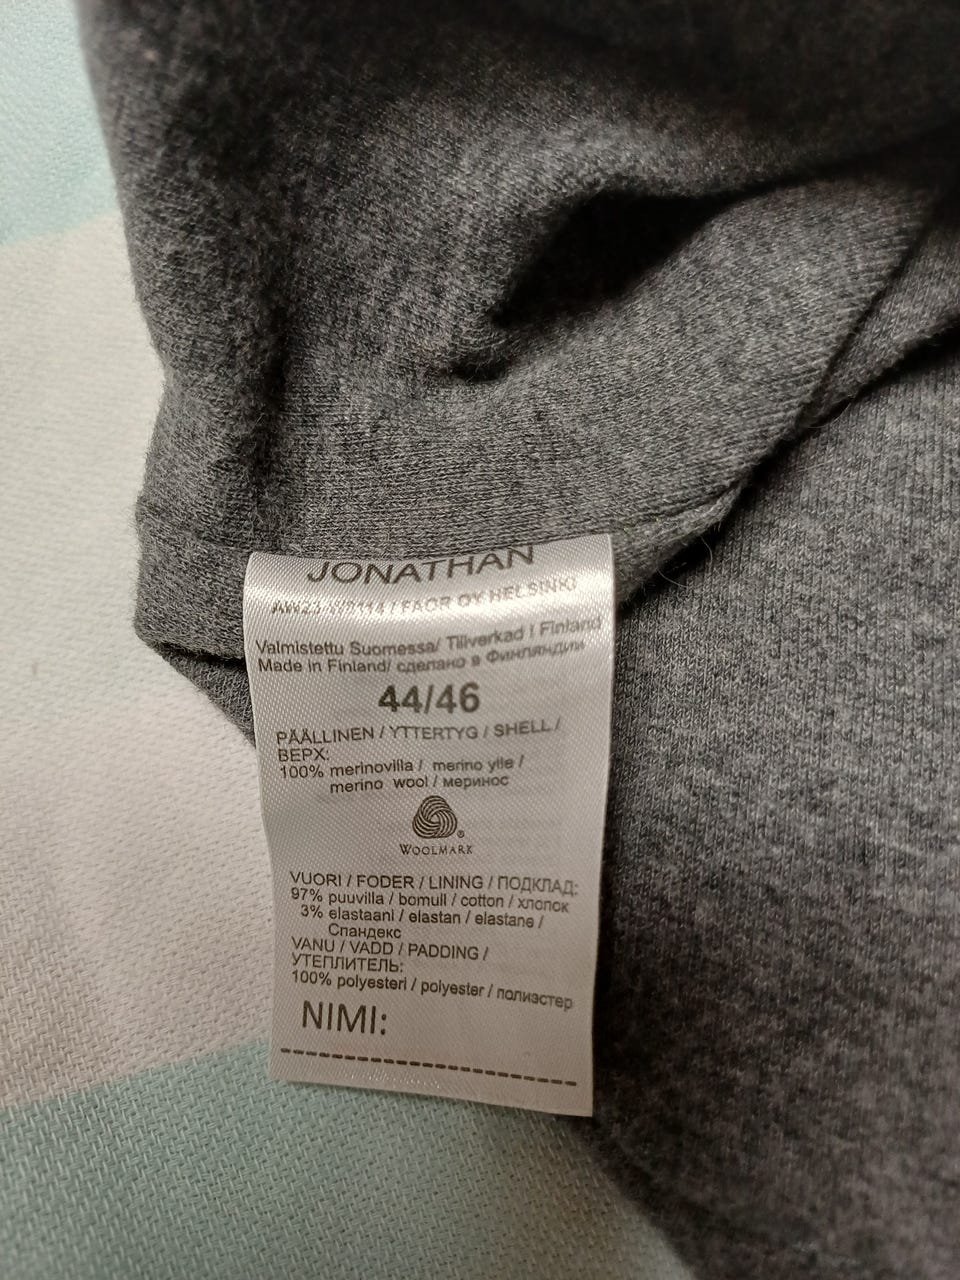 JONATHAN
/ FAOR OY HELSINKI
Valmistettu Suomessa/ Tillverkad I Finland
Made in Finland/ сделано в Финляндии
44/46
PÄÄLLINEN / YTTERTYG / SHELL /
ВЕРХ:
100% merinovilla / merino ylle /
merino wool / меринос
®
WOOLMARK
VUORI / FODER / LINING / ПОДКЛАД:
97% puuvilla / bomull / cotton / хлопок
3% elastaani / elastan / elastane /
Спандекс
VANU / VADD / PADDING /
УТЕПЛИТЕЛЬ:
100% polyesteri / polyester / полиэстер
NIMI: